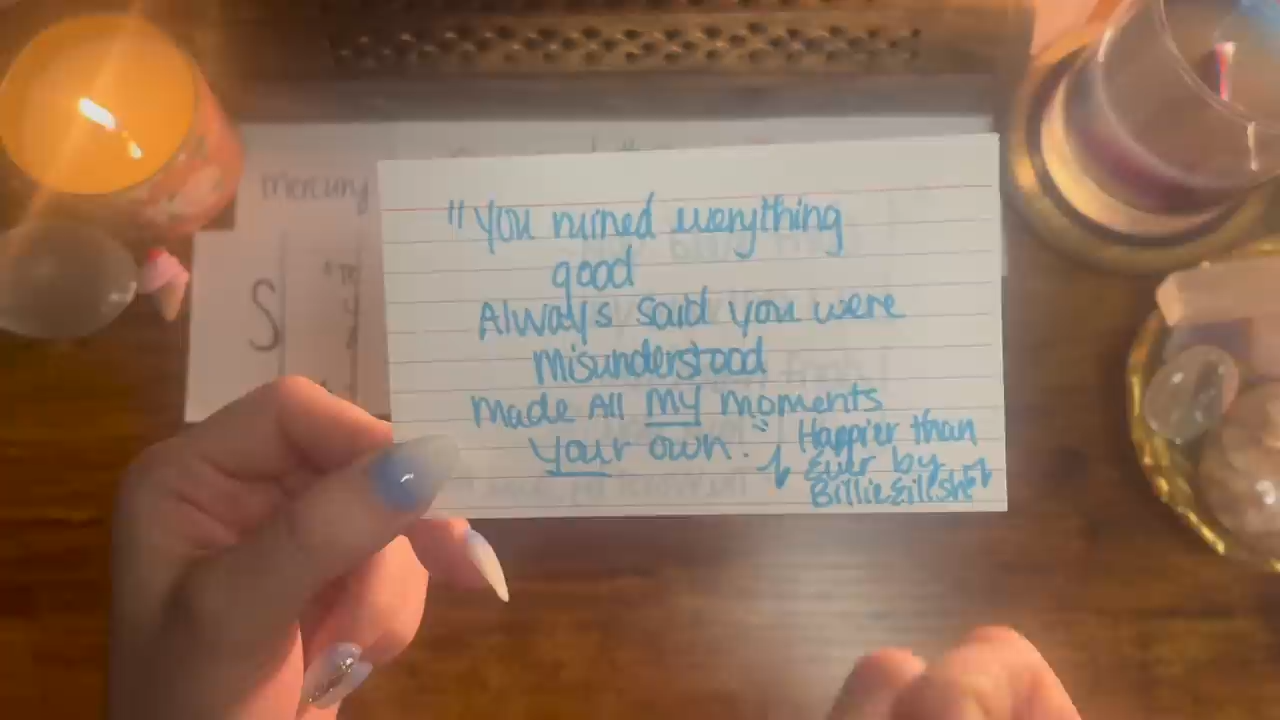 "You ruined everything
good
Always said you were
misunderstood
Made All MY moments
your own."
Happier than
Ever by
Billie Eilish
mercury
S